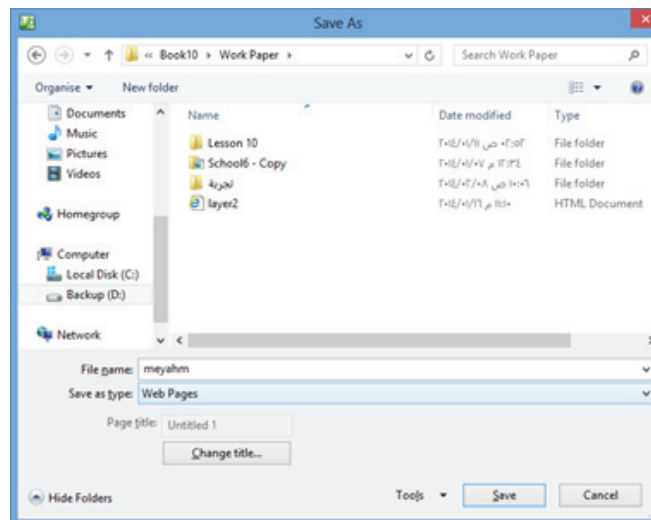 Save As
« Book10 › Work Paper ›
Search Work Paper
Organise
New folder
Documents
Music
Pictures
Videos
Homegroup
Computer
Local Disk (C:)
Backup (D:)
Network
Name Date modified Type
Lesson 10 File folder
School6 - Copy File folder
تجربة File folder
layer2 HTML Document
File name: meyahm
Save as type: Web Pages
Page title: Untitled 1
Change title...
Hide Folders
Tools
Save
Cancel